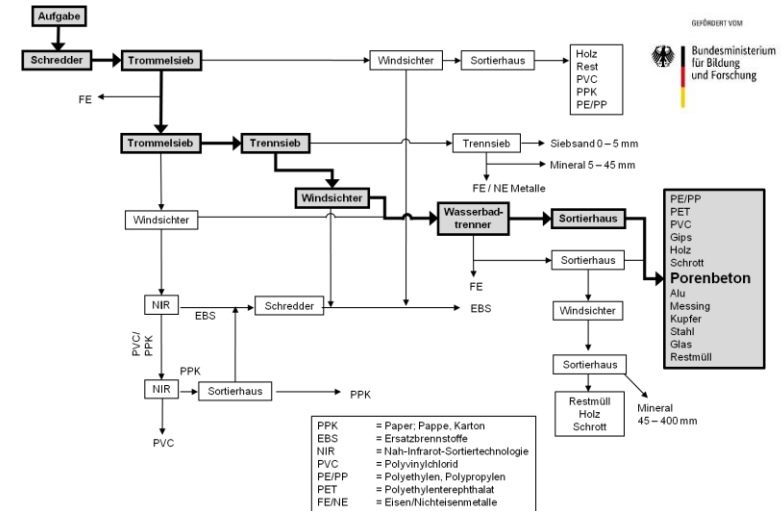 Aufgabe
GEFÖRDERT VOM
Bundesministerium
für Bildung
und Forschung
Schredder
Trommelsieb
Windsichter
Sortierhaus
Holz
Rest
PVC
PPK
PE/PP
FE
Trommelsieb
Trennsieb
Trennsieb
Siebsand 0 – 5 mm
Mineral 5 – 45 mm
FE / NE Metalle
Windsichter
Windsichter
Wasserbad-
trenner
Sortierhaus
PE/PP
PET
PVC
Gips
Holz
Schrott
Porenbeton
Alu
Messing
Kupfer
Stahl
Glas
Restmüll
Sortierhaus
FE
NIR
EBS
Schredder
EBS
Windsichter
PVC/
PPK
NIR
PPK
Sortierhaus
PPK
Sortierhaus
PVC
Restmüll
Holz
Schrott
Mineral
45 – 400 mm
PPK = Paper; Pappe, Karton
EBS = Ersatzbrennstoffe
NIR = Nah-Infrarot-Sortiertechnologie
PVC = Polyvinylchlorid
PE/PP = Polyethylen, Polypropylen
PET = Polyethylenterephthalat
FE/NE = Eisen/Nichteisenmetalle